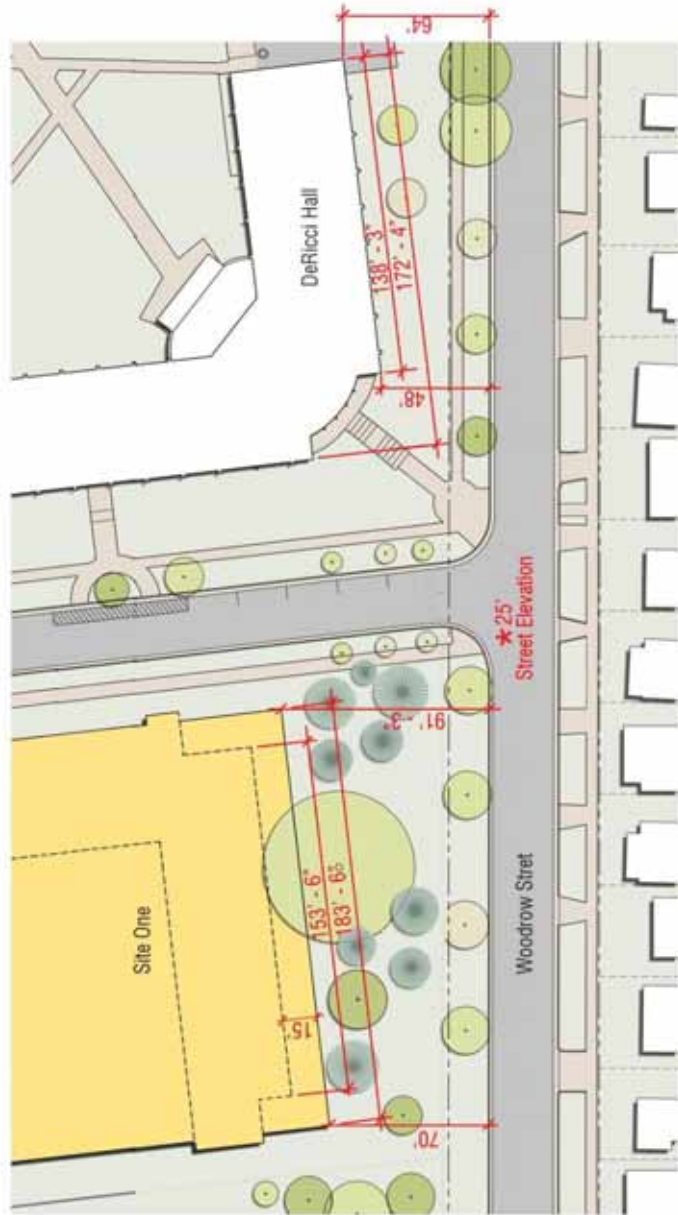 Site One
DeRicci Hall
15'
153' - 6"
183' - 6"
138' - 3"
172' - 4"
70'
91' - 3"
48'
64'
*25'
Street Elevation
Woodrow Stret